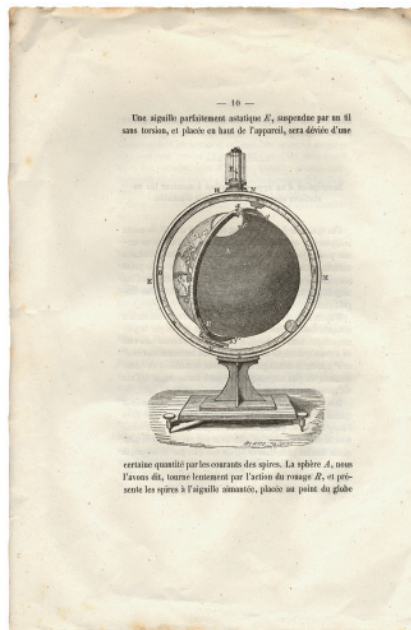 — 10 —
Une aiguille parfaitement astatique E, suspendue par un fil
sans torsion, et placée en haut de l'appareil, sera déviée d'une
certaine quantité par les courants des spires. La sphère A, nous
l'avons dit, tourne lentement par l'action du rouage R, et pré-
sente les spires à l'aiguille aimantée, placée au point du globe